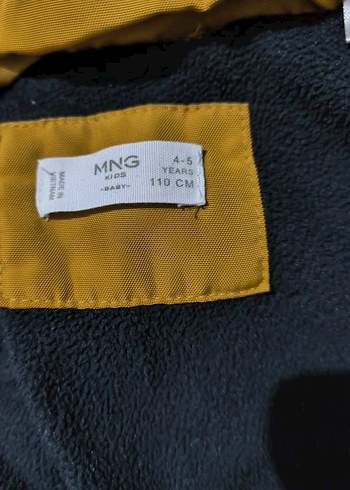 MNG
KIDS
-BABY-
4-5
YEARS
110 CM
MADE IN
VIETNAM